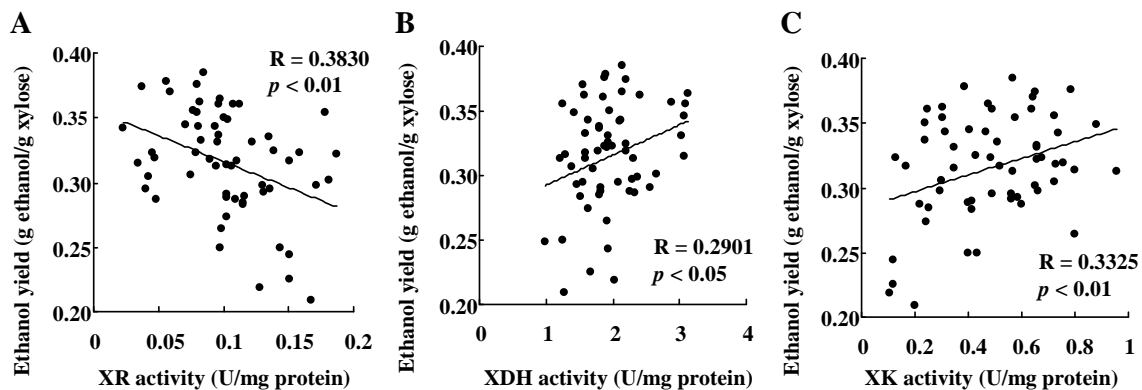 A
Ethanol yield (g ethanol/g xylose)
0.40
0.35
0.30
0.25
0.20
R = 0.3830
p < 0.01
0
0.05
0.1
0.15
0.20
XR activity (U/mg protein)
B
Ethanol yield (g ethanol/g xylose)
0.40
0.35
0.30
0.25
0.20
R = 0.2901
p < 0.05
0
1
2
3
4
XDH activity (U/mg protein)
C
Ethanol yield (g ethanol/g xylose)
0.40
0.35
0.30
0.25
0.20
R = 0.3325
p < 0.01
0
0.2
0.4
0.6
0.8
1
XK activity (U/mg protein)